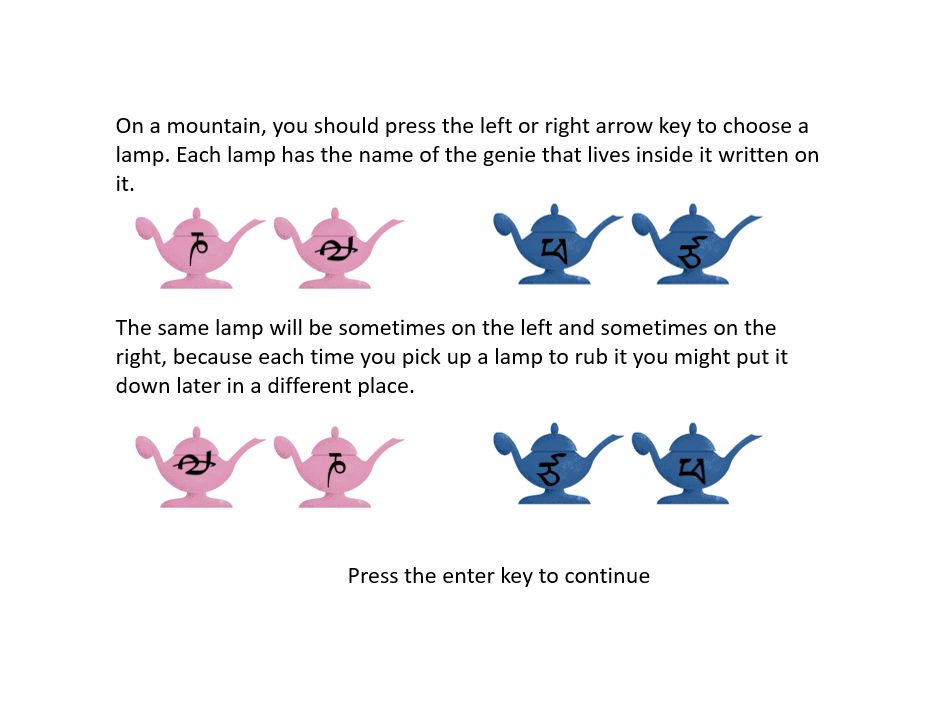 On a mountain, you should press the left or right arrow key to choose a
lamp. Each lamp has the name of the genie that lives inside it written on
it.
The same lamp will be sometimes on the left and sometimes on the
right, because each time you pick up a lamp to rub it you might put it
down later in a different place.
Press the enter key to continue